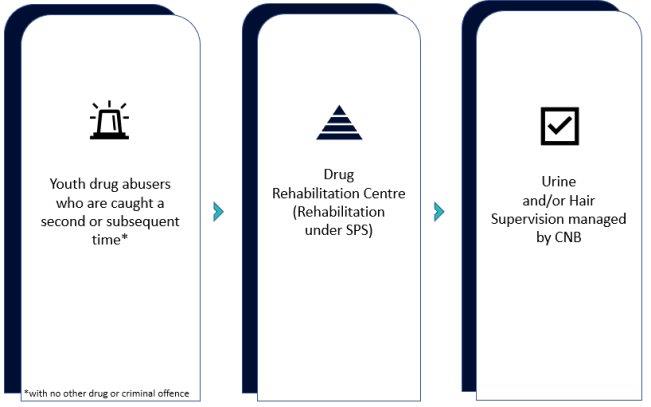 Youth drug abusers
who are caught a
second or subsequent
time*
*with no other drug or criminal offence
Drug
Rehabilitation Centre
(Rehabilitation
under SPS)
Urine
and/or Hair
Supervision managed
by CNB